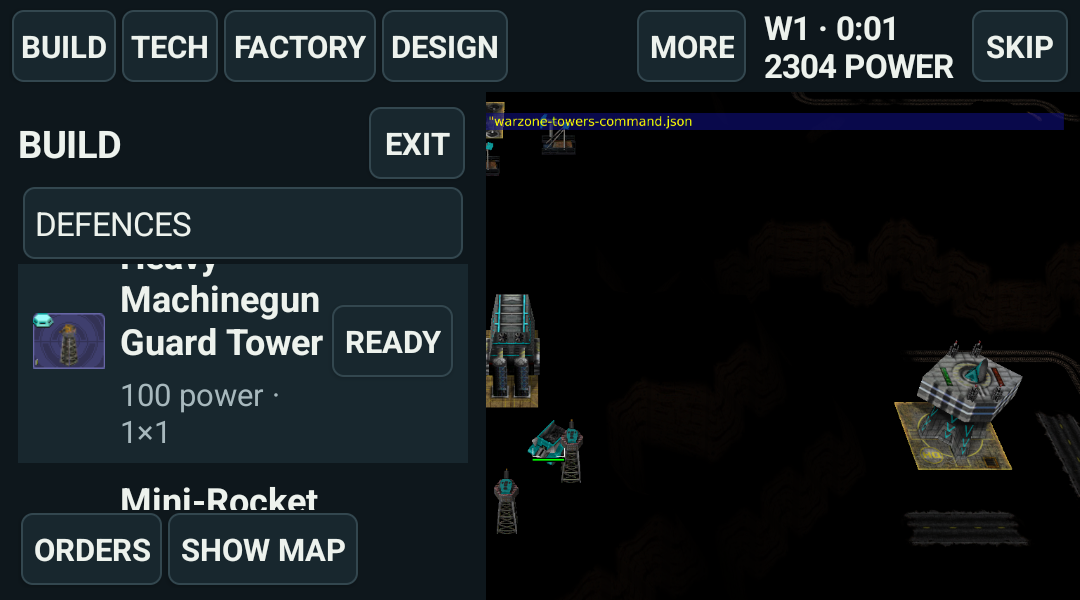 BUILD TECH FACTORY DESIGN MORE W1 · 0:01 SKIP
2304 POWER
BUILD EXIT
"warzone-towers-command.json
DEFENCES
Heavy
Machinegun
Guard Tower READY
100 power ·
1×1
Mini-Rocket
ORDERS SHOW MAP